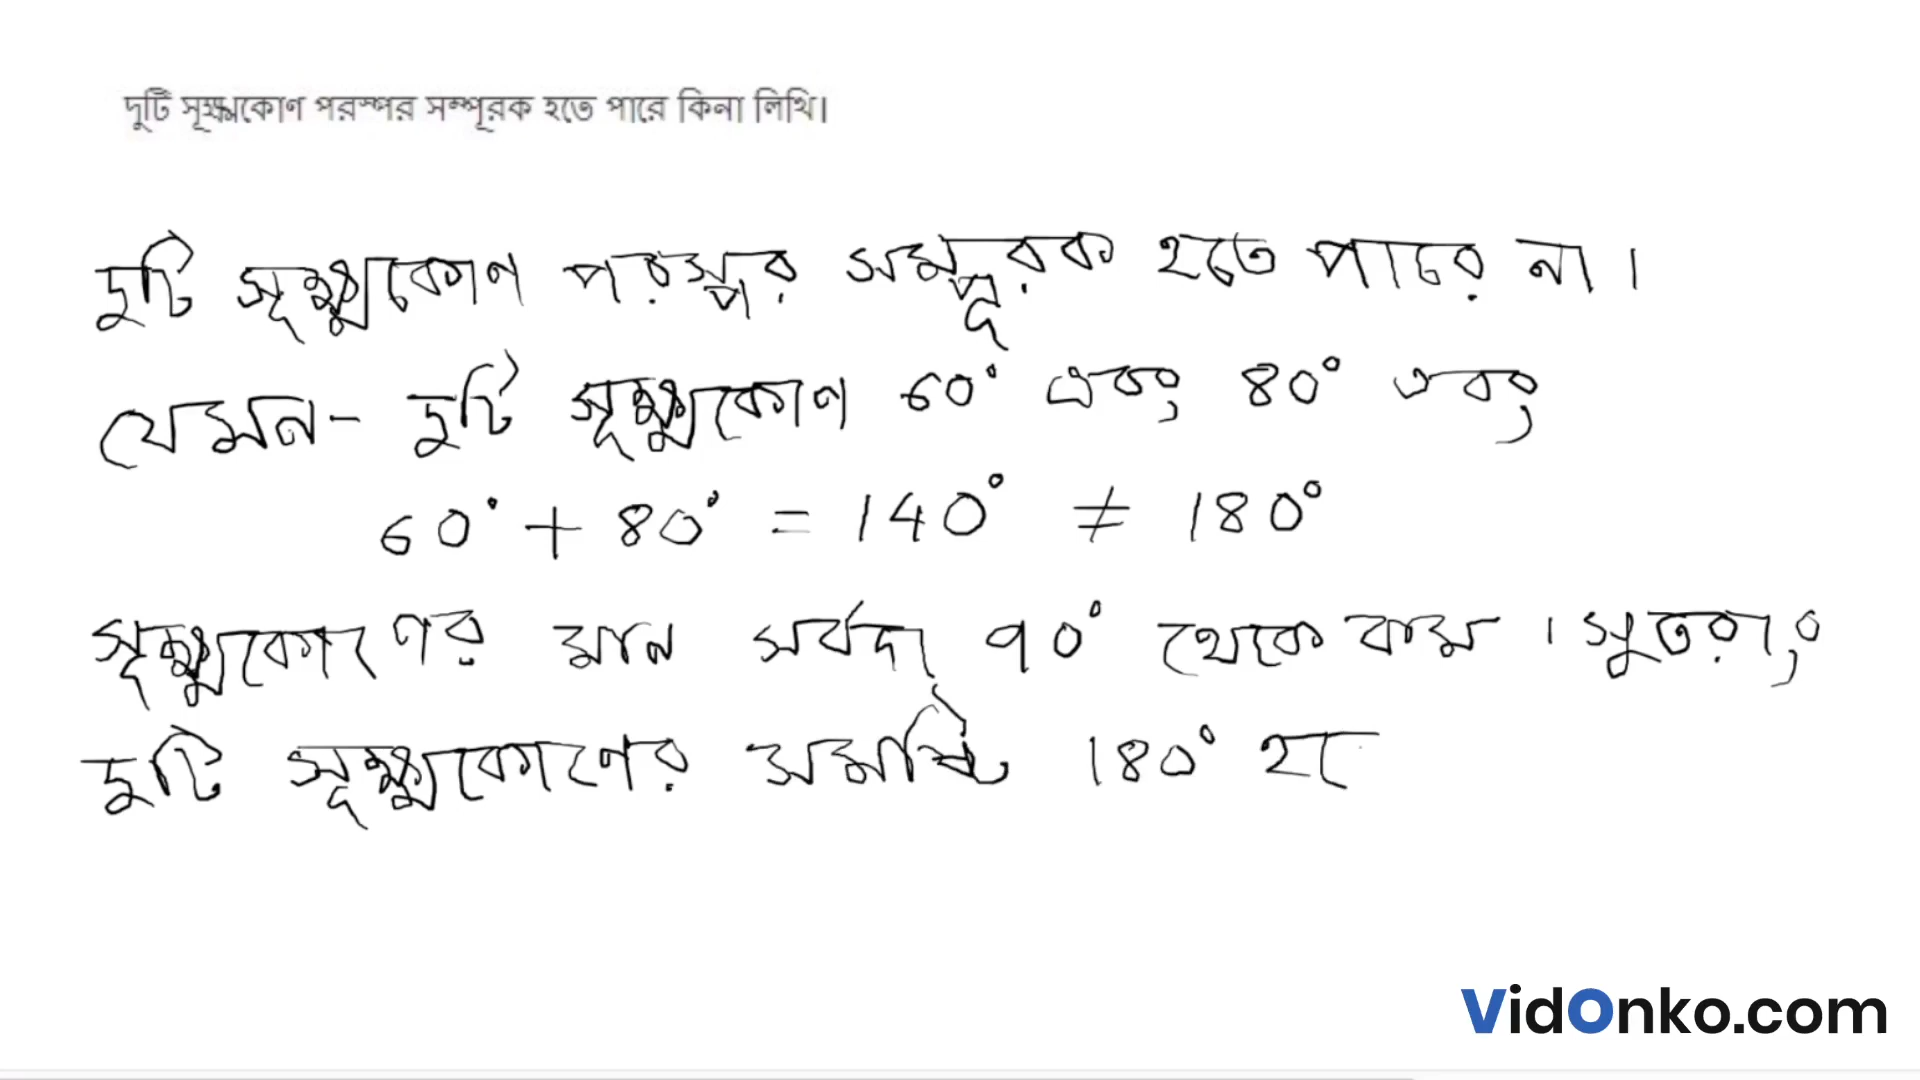 দুটি সূক্ষ্মকোণ পরস্পর সম্পূরক হতে পারে কিনা লিখি।
দুটি সূক্ষ্মকোণ পরস্পর সম্পূরক হতে পারে না।
যেমন- দুটি সূক্ষ্মকোণ 60° এবং 80° এবং
60° + 80° = 140° ≠ 180°
সূক্ষ্মকোণের মান সর্বদা 90° থেকে কম। সুতরাং
দুটি সূক্ষ্মকোণের সমষ্টি 180° হ
VidOnko.com